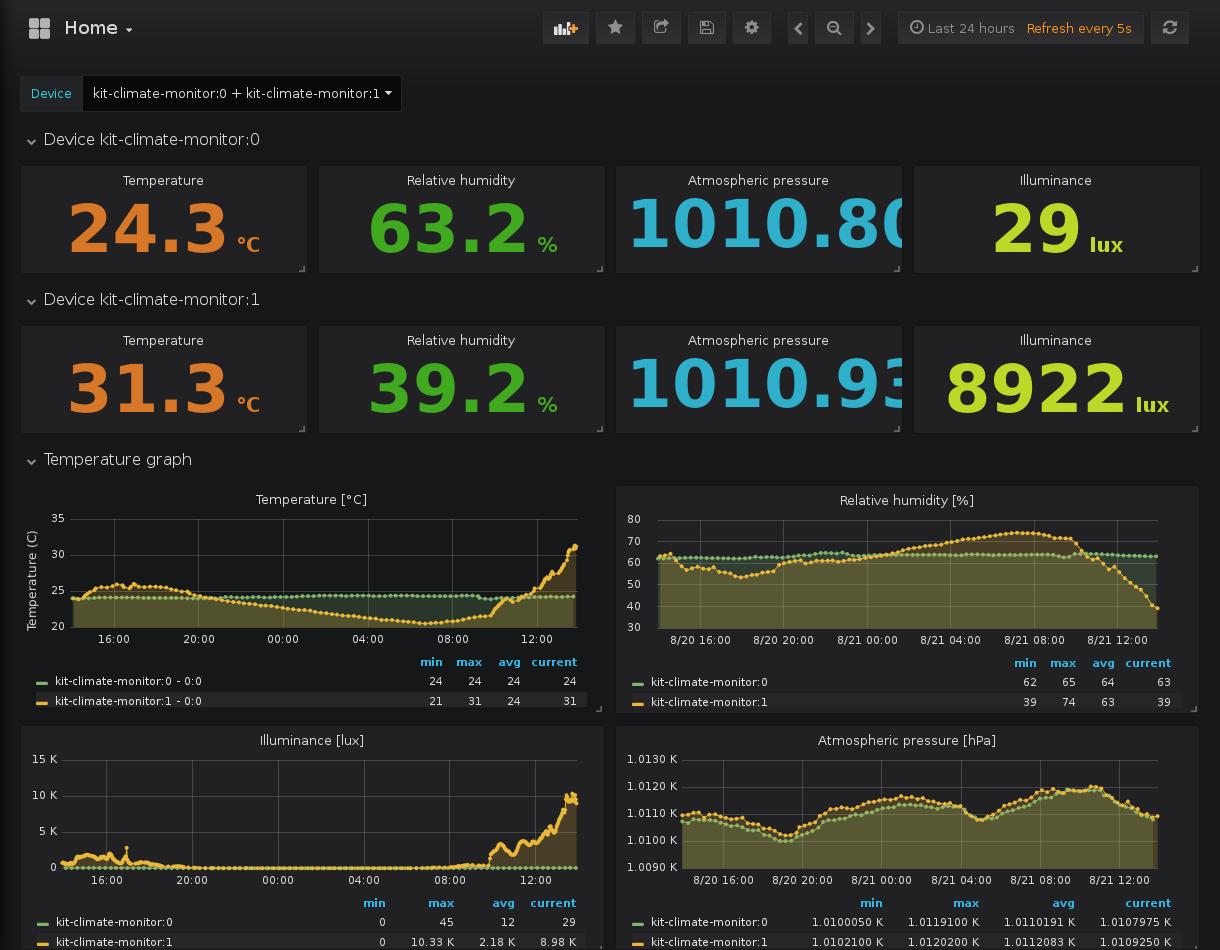 Home
Last 24 hours Refresh every 5s
Device kit-climate-monitor:0 + kit-climate-monitor:1
Device kit-climate-monitor:0
Temperature Relative humidity Atmospheric pressure Illuminance
24.3 °C 63.2 % 1010.80 29 lux
Device kit-climate-monitor:1
Temperature Relative humidity Atmospheric pressure Illuminance
31.3 °C 39.2 % 1010.93 8922 lux
Temperature graph
Temperature [°C]
Temperature (C)
35
30
25
20
16:00 20:00 00:00 04:00 08:00 12:00
min max avg current
kit-climate-monitor:0 - 0:0 24 24 24 24
kit-climate-monitor:1 - 0:0 21 31 24 31
Relative humidity [%]
80
70
60
50
40
30
8/20 16:00 8/20 20:00 8/21 00:00 8/21 04:00 8/21 08:00 8/21 12:00
min max avg current
kit-climate-monitor:0 62 65 64 63
kit-climate-monitor:1 39 74 63 39
Illuminance [lux]
15 K
10 K
5 K
0
16:00 20:00 00:00 04:00 08:00 12:00
min max avg current
kit-climate-monitor:0 0 45 12 29
kit-climate-monitor:1 0 10.33 K 2.18 K 8.98 K
Atmospheric pressure [hPa]
1.0130 K
1.0120 K
1.0110 K
1.0100 K
1.0090 K
8/20 16:00 8/20 20:00 8/21 00:00 8/21 04:00 8/21 08:00 8/21 12:00
min max avg current
kit-climate-monitor:0 1.0100050 K 1.0119100 K 1.0110191 K 1.0107975 K
kit-climate-monitor:1 1.0102100 K 1.0120200 K 1.0112083 K 1.0109250 K